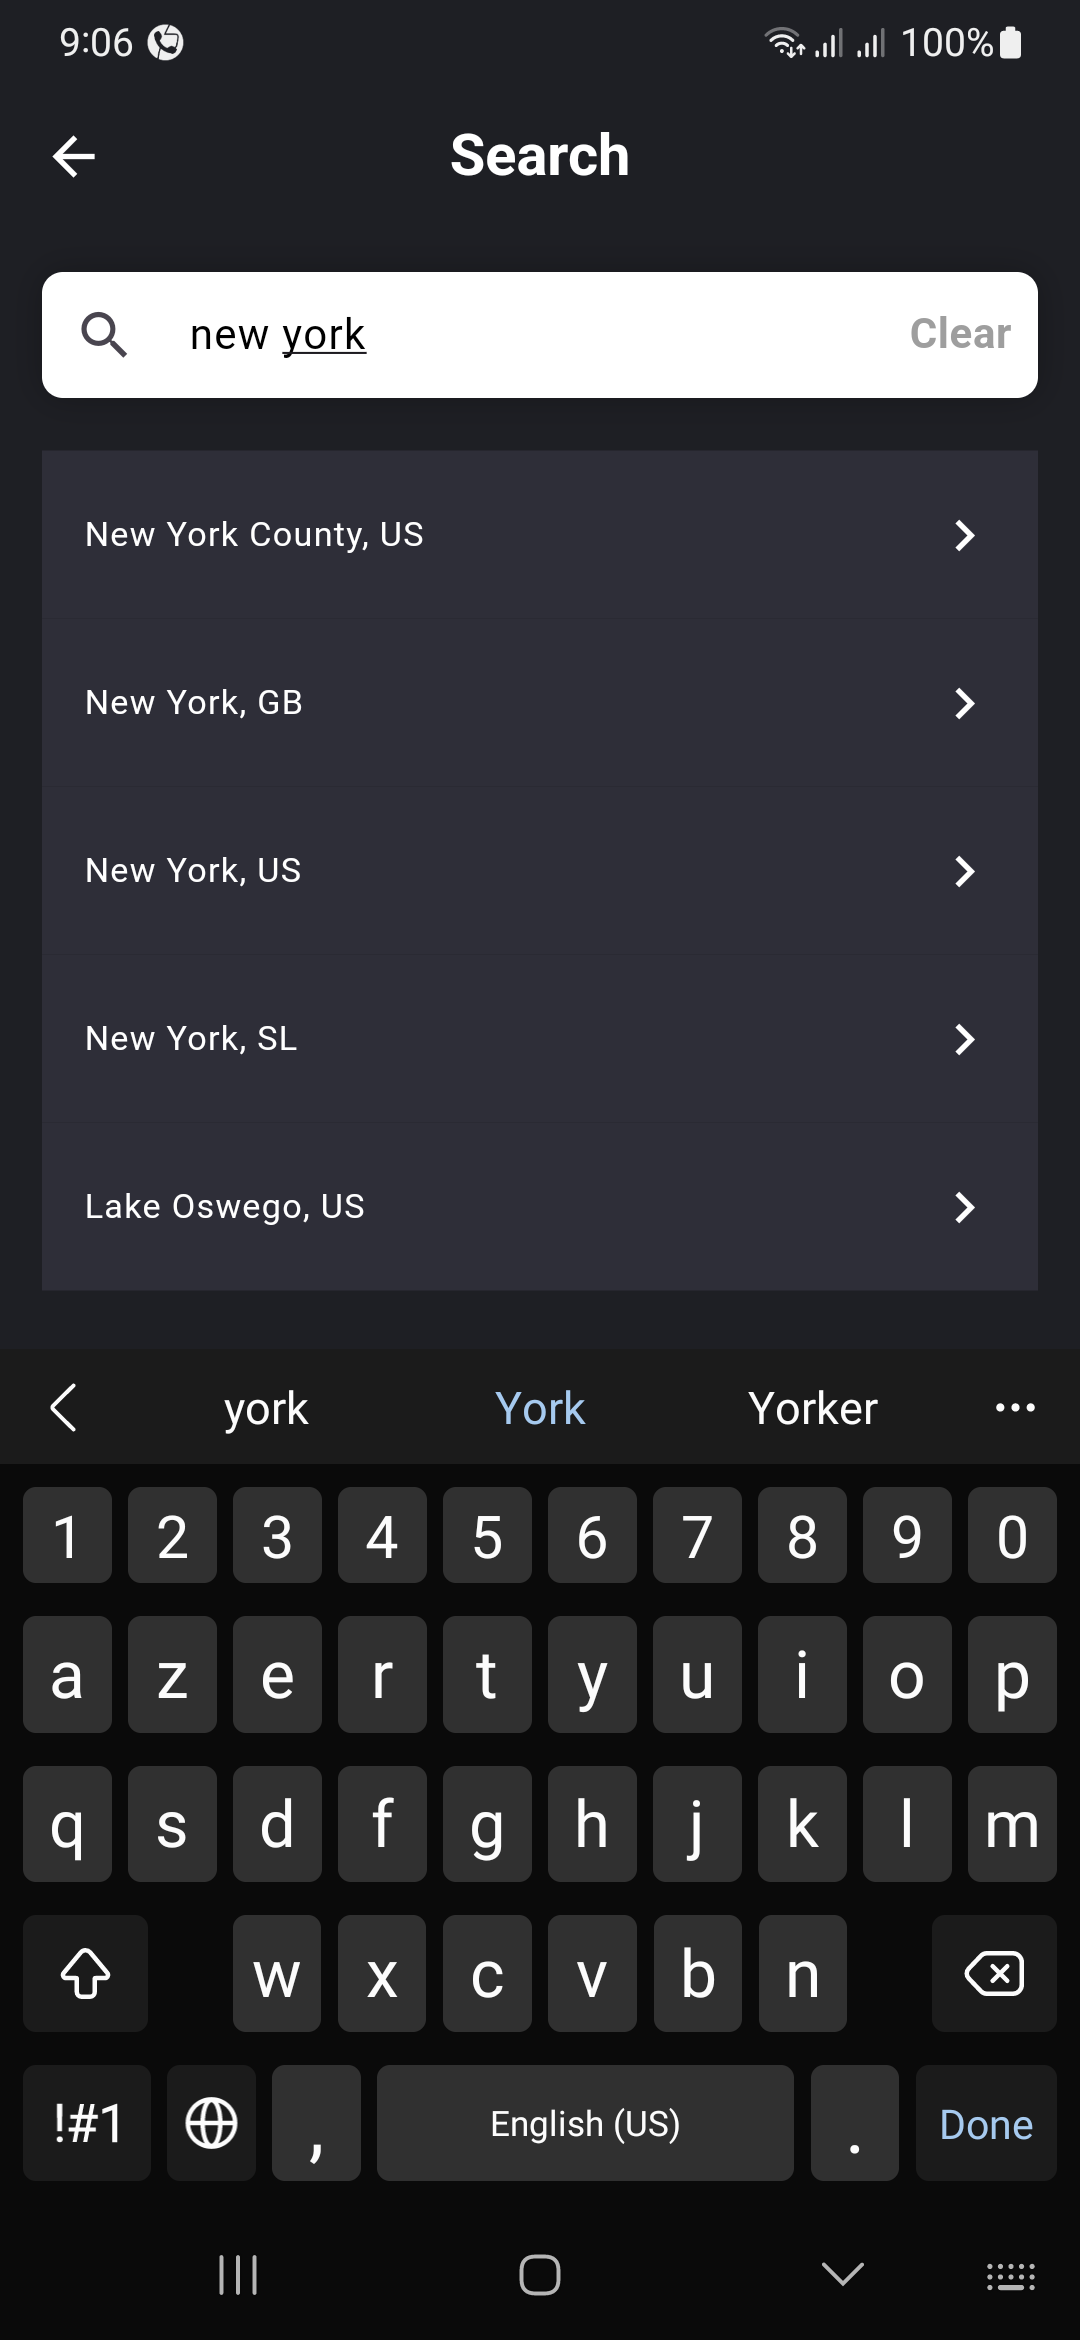 9:06 100%
Search
new york Clear
New York County, US
New York, GB
New York, US
New York, SL
Lake Oswego, US
york York Yorker ...
1 2 3 4 5 6 7 8 9 0
a z e r t y u i o p
q s d f g h j k l m
w x c v b n
!#1 , English (US) . Done